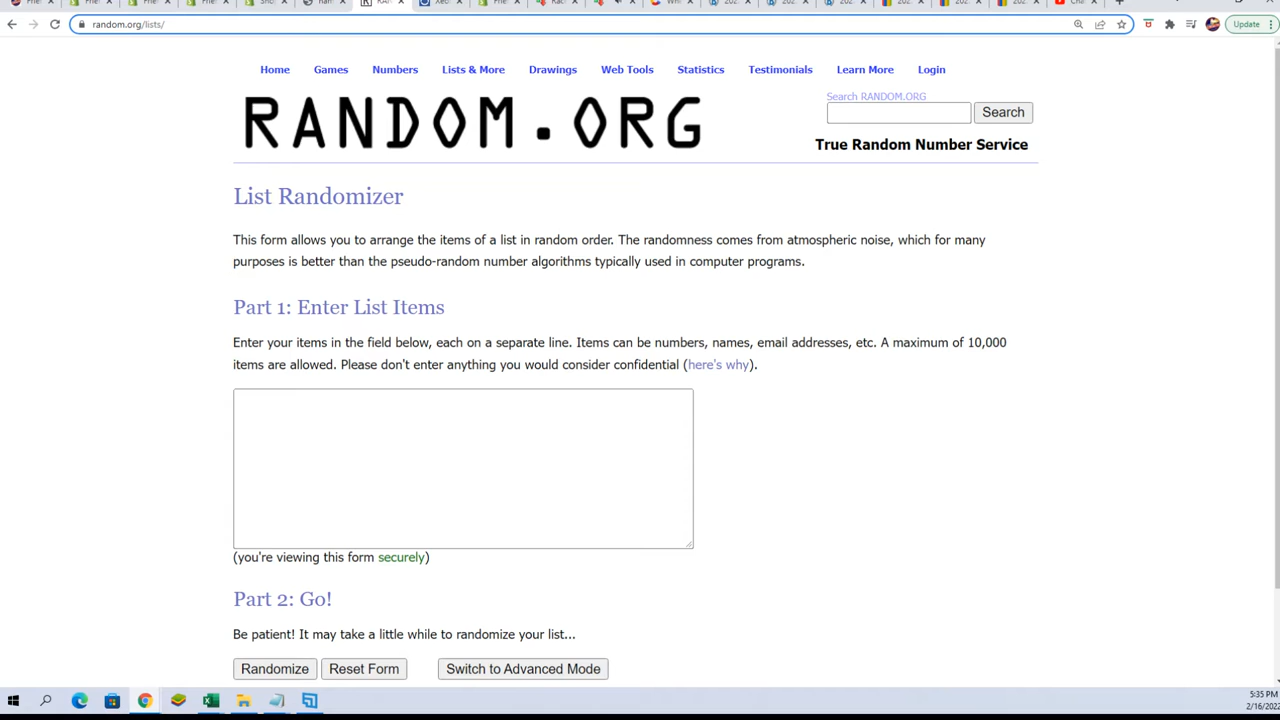 random.org/lists/
Update
Home Games Numbers Lists & More Drawings Web Tools Statistics Testimonials Learn More Login
RANDOM.ORG
Search RANDOM.ORG
Search
True Random Number Service
List Randomizer
This form allows you to arrange the items of a list in random order. The randomness comes from atmospheric noise, which for many
purposes is better than the pseudo-random number algorithms typically used in computer programs.
Part 1: Enter List Items
Enter your items in the field below, each on a separate line. Items can be numbers, names, email addresses, etc. A maximum of 10,000
items are allowed. Please don't enter anything you would consider confidential (here's why).
(you're viewing this form securely)
Part 2: Go!
Be patient! It may take a little while to randomize your list...
Randomize Reset Form Switch to Advanced Mode
5:35 PM